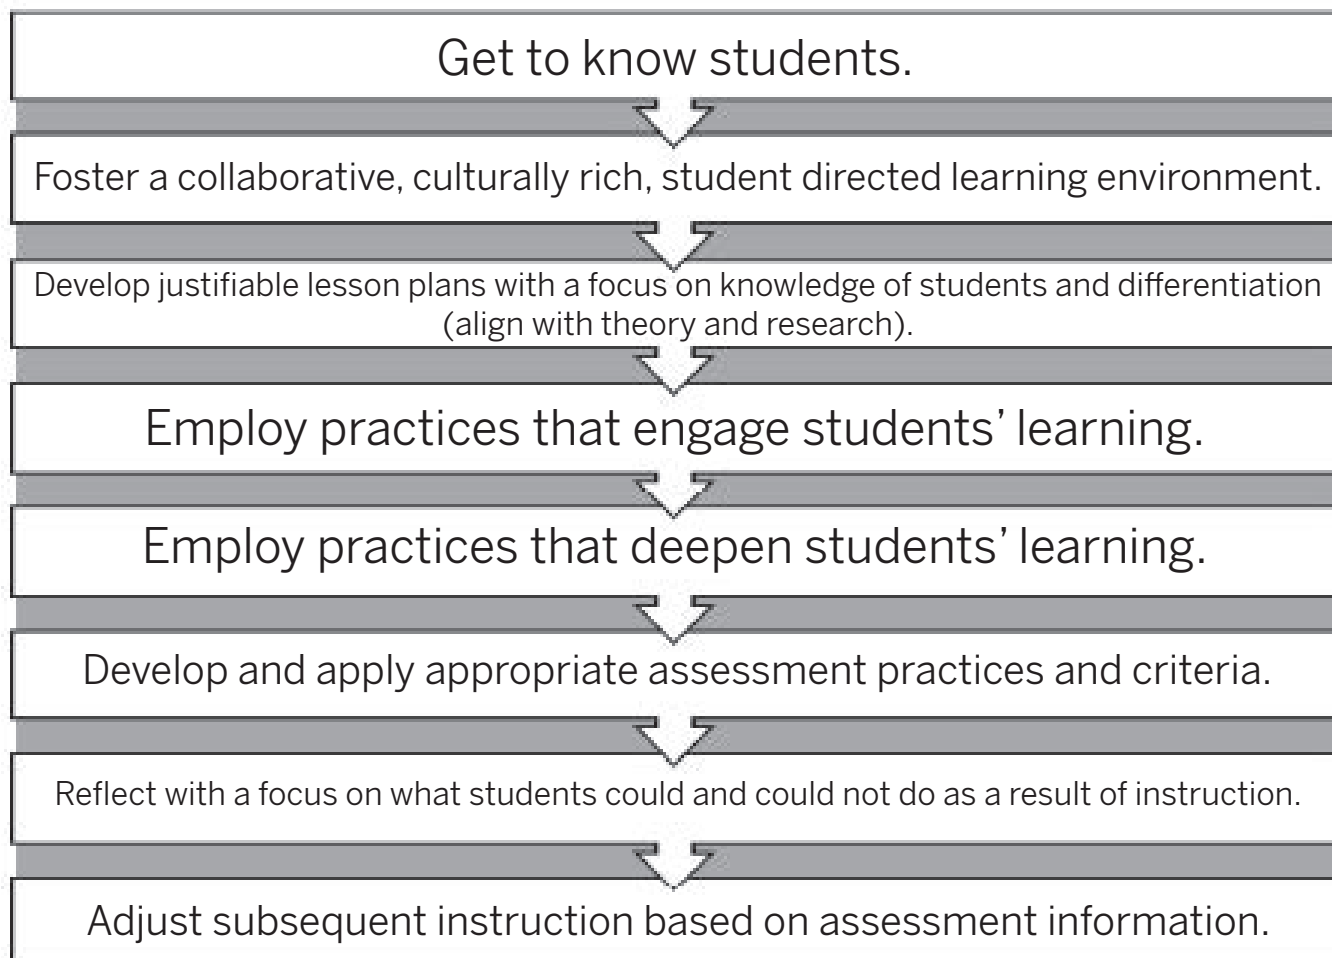 Get to know students.
Foster a collaborative, culturally rich, student directed learning environment.
Develop justifiable lesson plans with a focus on knowledge of students and differentiation
(align with theory and research).
Employ practices that engage students’ learning.
Employ practices that deepen students’ learning.
Develop and apply appropriate assessment practices and criteria.
Reflect with a focus on what students could and could not do as a result of instruction.
Adjust subsequent instruction based on assessment information.